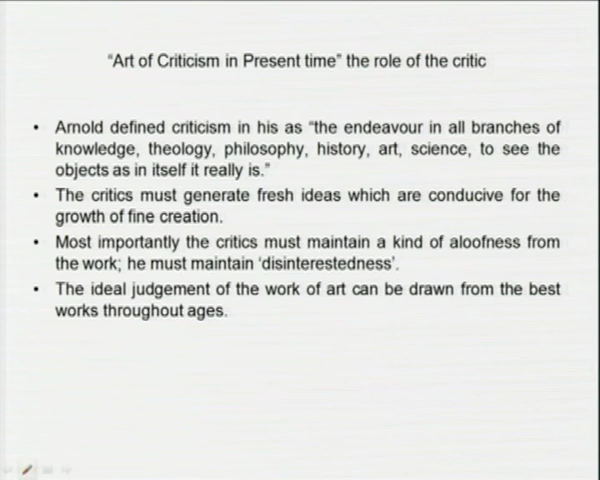 "Art of Criticism in Present time" the role of the critic
• Arnold defined criticism in his as "the endeavour in all branches of
knowledge, theology, philosophy, history, art, science, to see the
objects as in itself it really is."
• The critics must generate fresh ideas which are conducive for the
growth of fine creation.
• Most importantly the critics must maintain a kind of aloofness from
the work; he must maintain 'disinterestedness'.
• The ideal judgement of the work of art can be drawn from the best
works throughout ages.